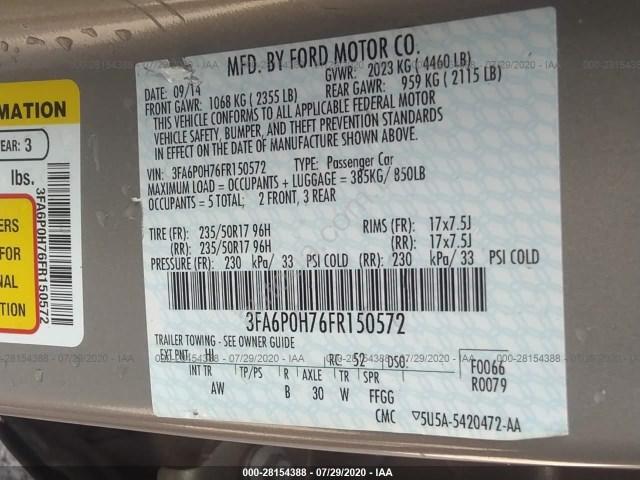 MFD. BY FORD MOTOR CO.
DATE: 09/14 GVWR: 2023 KG ( 4460 LB)
FRONT GAWR: 1068 KG ( 2355 LB) REAR GAWR: 959 KG ( 2115 LB)
THIS VEHICLE CONFORMS TO ALL APPLICABLE FEDERAL MOTOR
VEHICLE SAFETY, BUMPER, AND THEFT PREVENTION STANDARDS
IN EFFECT ON THE DATE OF MANUFACTURE SHOWN ABOVE.
VIN: 3FA6P0H76FR150572 TYPE: Passenger Car
MAXIMUM LOAD = OCCUPANTS + LUGGAGE = 385KG/ 850LB
OCCUPANTS = 5 TOTAL; 2 FRONT, 3 REAR
TIRE (FR): 235/50R17 96H RIMS (FR): 17x7.5J
(RR): 235/50R17 96H (RR): 17x7.5J
PRESSURE (FR): 230 kPa/ 33 PSI COLD (RR): 230 kPa/ 33 PSI COLD
3FA6P0H76FR150572
TRAILER TOWING - SEE OWNER GUIDE
EXT PNT: RC: 52 DSO: F0066
INT TR TP/PS R AXLE TR SPR R0079
AW B 30 W FFGG
CMC ▽5U5A-5420472-AA
MATION
YEAR: 3
lbs.
3FA6P0H76FR150572
ERS
FOR
NAL
ATION
000-28154388 07/29/2020 - IAA